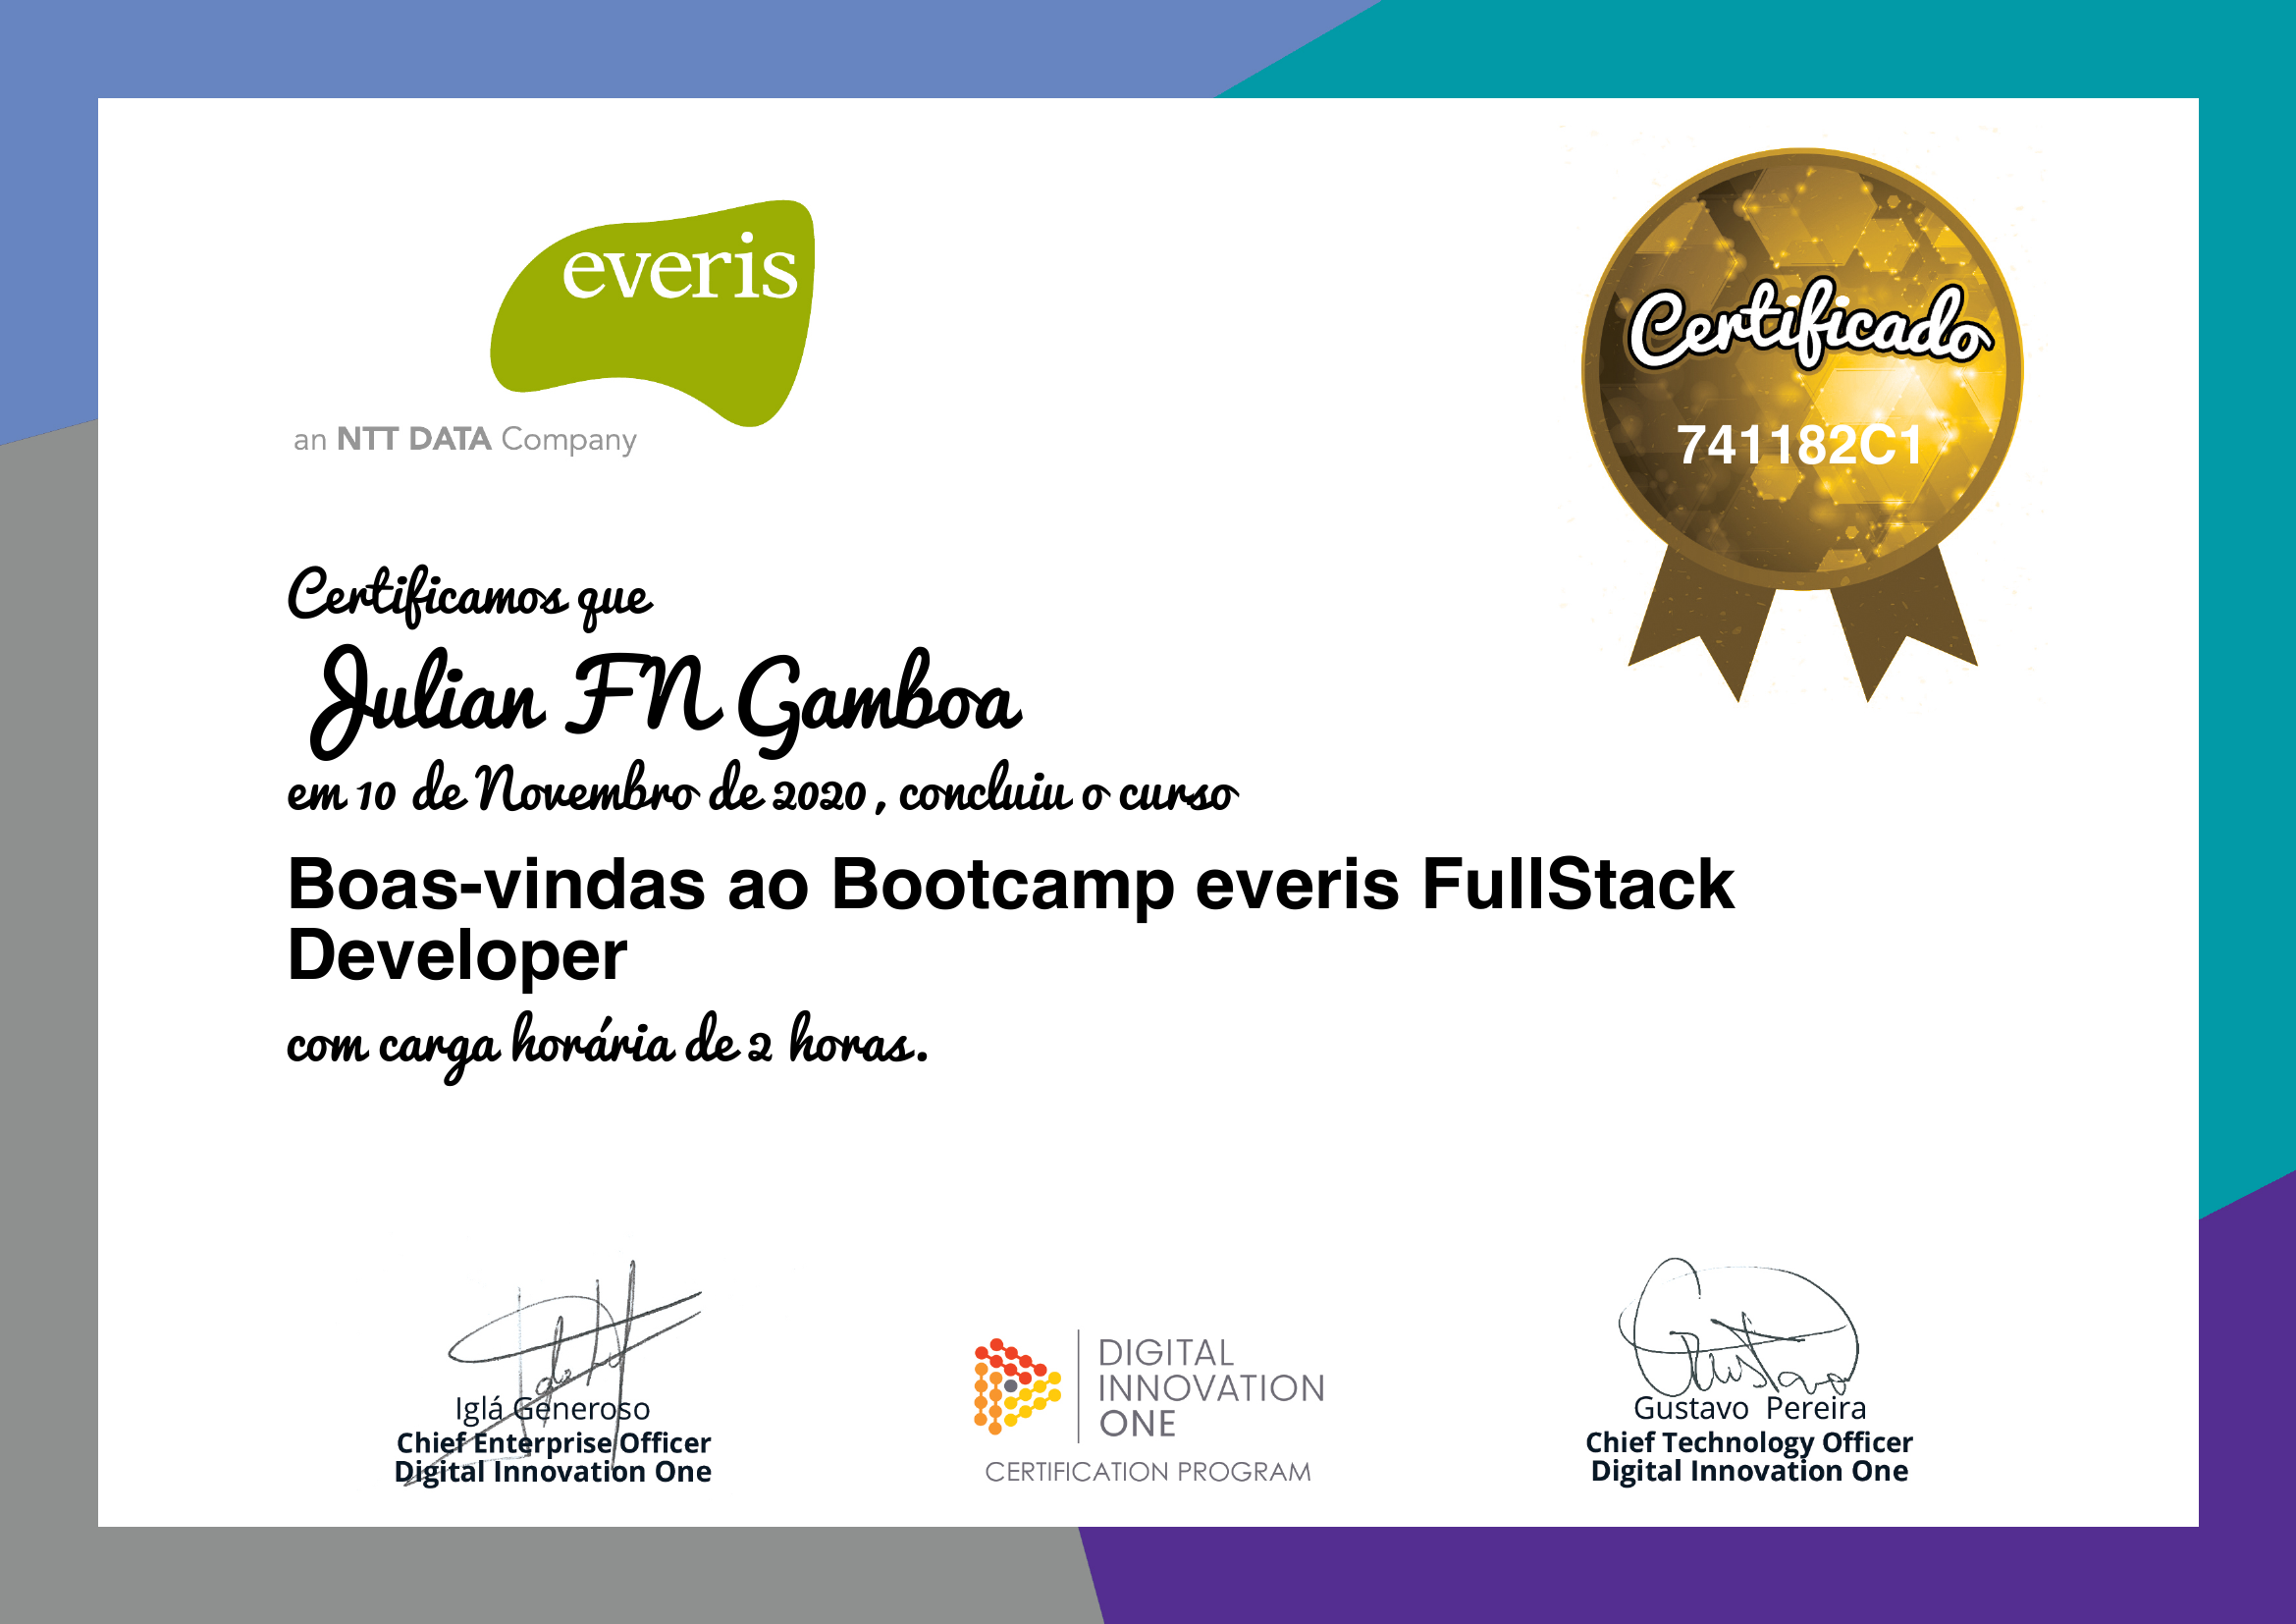 everis
an NTT DATA Company
Certificado
741182C1
Certificamos que
Julian FN Gamboa
em 10 de Novembro de 2020 , concluiu o curso
Boas-vindas ao Bootcamp everis FullStack
Developer
com carga horária de 2 horas.
Iglá Generoso
Chief Enterprise Officer
Digital Innovation One
DIGITAL
INNOVATION
ONE
CERTIFICATION PROGRAM
Gustavo
Gustavo Pereira
Chief Technology Officer
Digital Innovation One